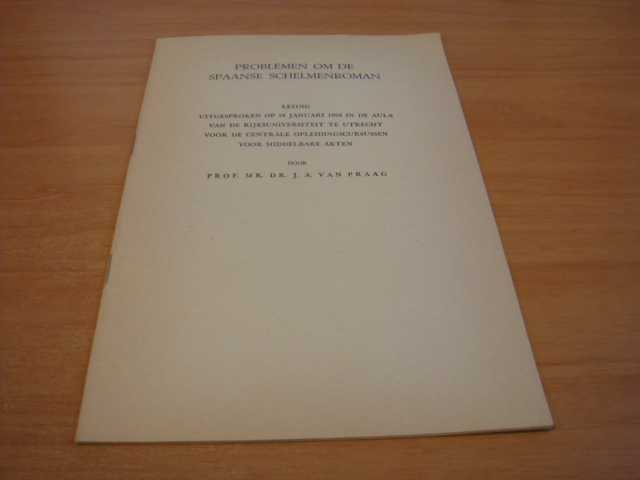 PROBLEMEN OM DE
SPAANSE SCHELMENROMAN
LEZING
UITGESPROKEN OP 18 JANUARI 1958 IN DE AULA
VAN DE RIJKSUNIVERSITEIT TE UTRECHT
VOOR DE CENTRALE OPLEIDINGSCURSUSSEN
VOOR MIDDELBARE AKTEN
DOOR
PROF. MR. DR. J. A. VAN PRAAG